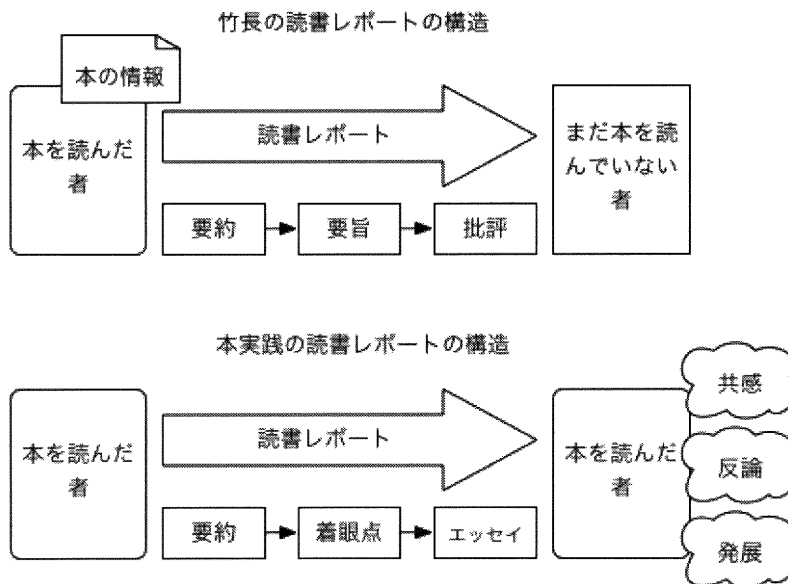 竹長の読書レポートの構造
本の情報
本を読んだ
者
読書レポート
まだ本を読
んでいない
者
要約
要旨
批評
本実践の読書レポートの構造
本を読んだ
者
読書レポート
本を読んだ
者
共感
反論
発展
要約
着眼点
エッセイ